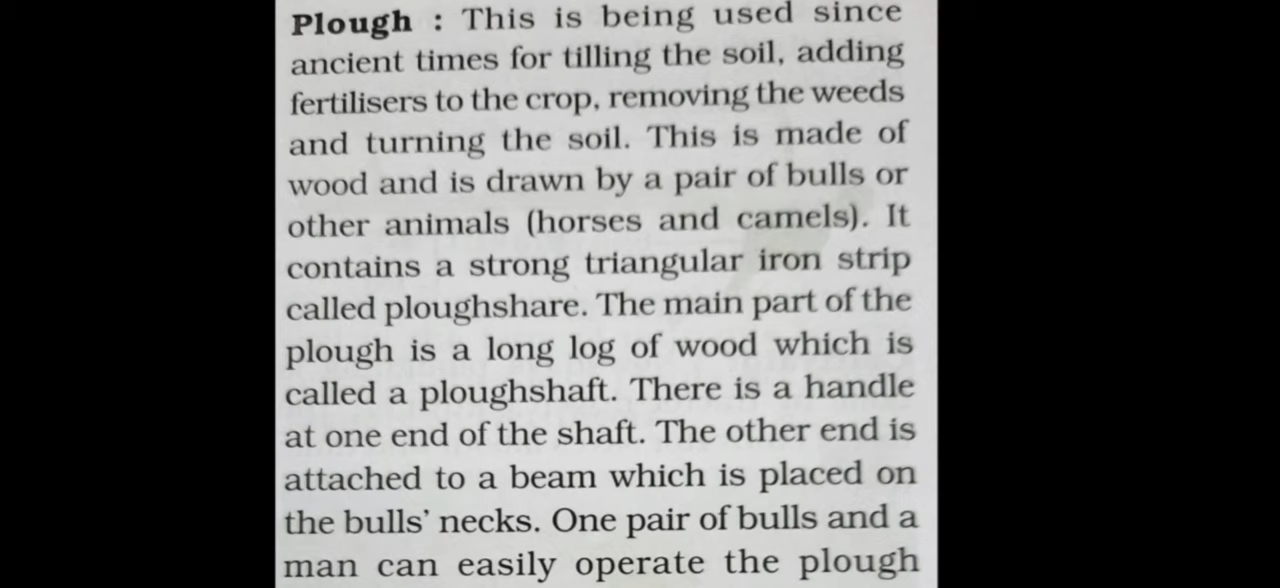 Plough : This is being used since
ancient times for tilling the soil, adding
fertilisers to the crop, removing the weeds
and turning the soil. This is made of
wood and is drawn by a pair of bulls or
other animals (horses and camels). It
contains a strong triangular iron strip
called ploughshare. The main part of the
plough is a long log of wood which is
called a ploughshaft. There is a handle
at one end of the shaft. The other end is
attached to a beam which is placed on
the bulls’ necks. One pair of bulls and a
man can easily operate the plough